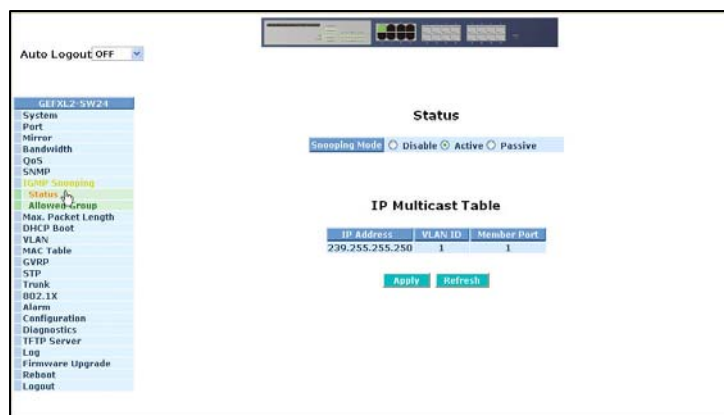 Auto Logout OFF
GEFXL2-SW24
System
Port
Mirror
Bandwidth
QoS
SNMP
IGMP Snooping
Status
Allowed Group
Max. Packet Length
DHCP Boot
VLAN
MAC Table
GVRP
STP
Trunk
802.1X
Alarm
Configuration
Diagnostics
TFTP Server
Log
Firmware Upgrade
Reboot
Logout
Status
Snooping Mode Disable Active Passive
IP Multicast Table
IP Address VLAN ID Member Port
239.255.255.250 1 1
Apply Refresh